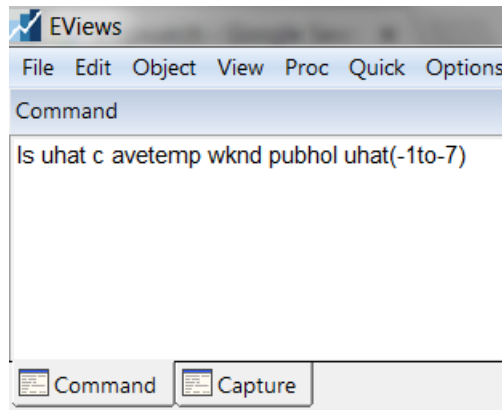 EViews
File Edit Object View Proc Quick Options
Command
ls uhat c avetemp wknd pubhol uhat(-1to-7)
Command Capture